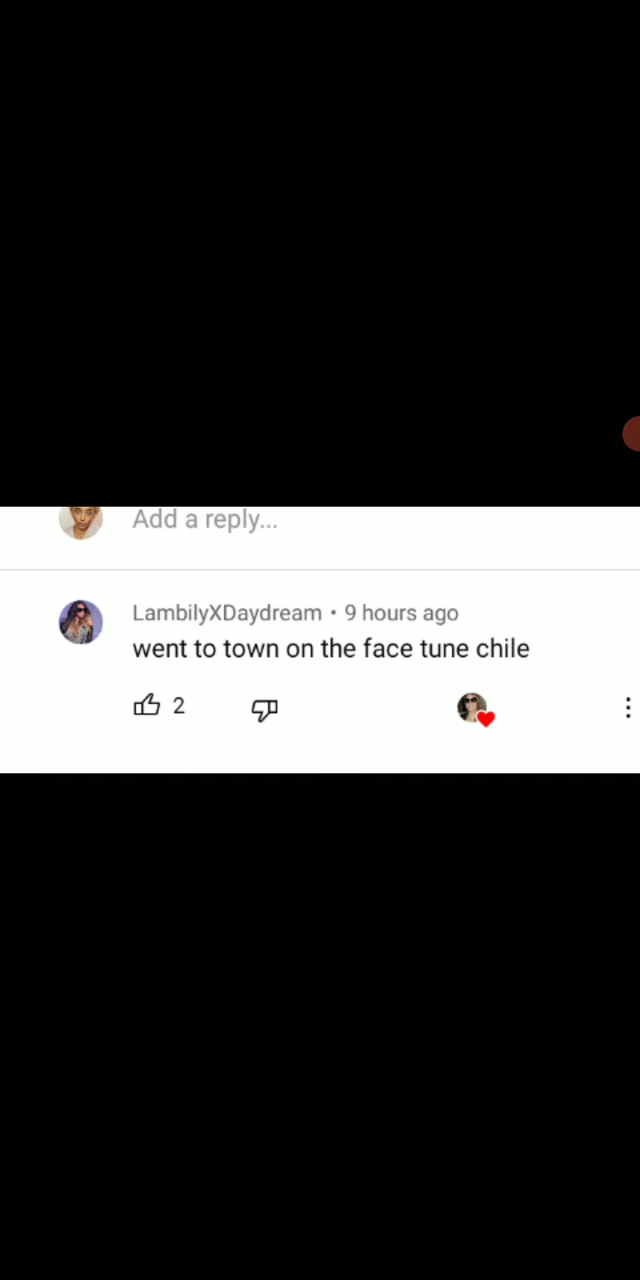 Add a reply...
LambilyXDaydream • 9 hours ago
went to town on the face tune chile
2